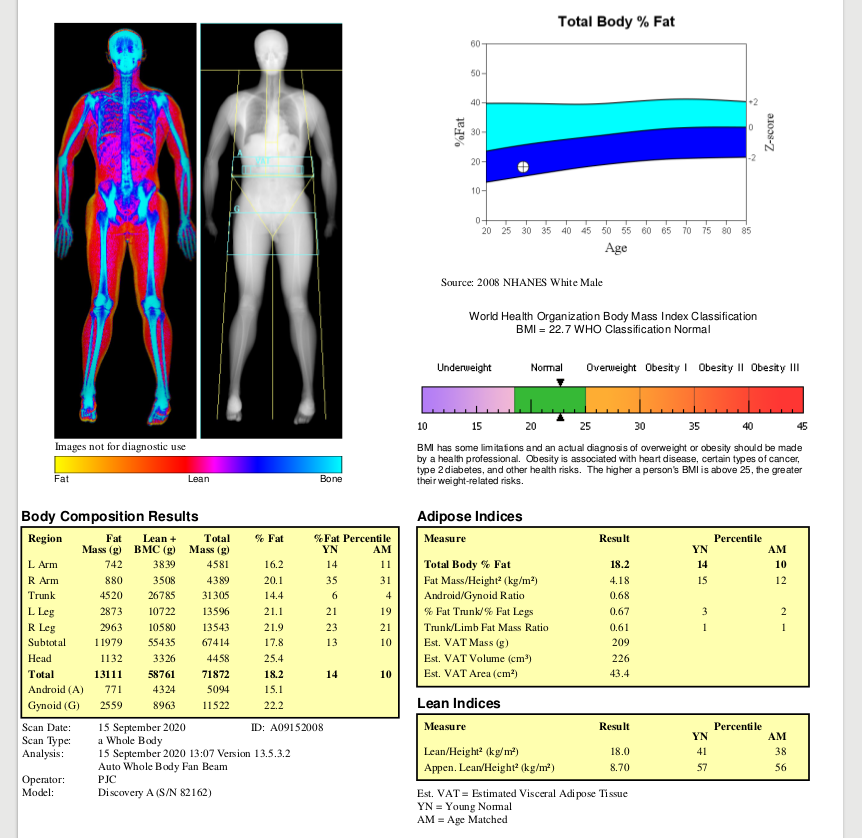 A
G
Images not for diagnostic use
Fat Lean Bone
Total Body % Fat
60
50
40
30
20
10
0
%Fat
+2
0
-2
Z-score
20 25 30 35 40 45 50 55 60 65 70 75 80 85
Age
Source: 2008 NHANES White Male
World Health Organization Body Mass Index Classification
BMI = 22.7 WHO Classification Normal
Underweight Normal Overweight Obesity I Obesity II Obesity III
10 15 20 25 30 35 40 45
BMI has some limitations and an actual diagnosis of overweight or obesity should be made
by a health professional. Obesity is associated with heart disease, certain types of cancer,
type 2 diabetes, and other health risks. The higher a person's BMI is above 25, the greater
their weight-related risks.
Body Composition Results
Region Fat Lean + Total % Fat %Fat Percentile
Mass (g) BMC (g) Mass (g) YN AM
L Arm 742 3839 4581 16.2 14 11
R Arm 880 3508 4389 20.1 35 31
Trunk 4520 26785 31305 14.4 6 4
L Leg 2873 10722 13596 21.1 21 19
R Leg 2963 10580 13543 21.9 23 21
Subtotal 11979 55435 67414 17.8 13 10
Head 1132 3326 4458 25.4
Total 13111 58761 71872 18.2 14 10
Android (A) 771 4324 5094 15.1
Gynoid (G) 2559 8963 11522 22.2
Scan Date: 15 September 2020 ID: A09152008
Scan Type: a Whole Body
Analysis: 15 September 2020 13:07 Version 13.5.3.2
Auto Whole Body Fan Beam
Operator: PJC
Model: Discovery A (S/N 82162)
Adipose Indices
Measure Result Percentile
YN AM
Total Body % Fat 18.2 14 10
Fat Mass/Height² (kg/m²) 4.18 15 12
Android/Gynoid Ratio 0.68
% Fat Trunk/% Fat Legs 0.67 3 2
Trunk/Limb Fat Mass Ratio 0.61 1 1
Est. VAT Mass (g) 209
Est. VAT Volume (cm³) 226
Est. VAT Area (cm²) 43.4
Lean Indices
Measure Result Percentile
YN AM
Lean/Height² (kg/m²) 18.0 41 38
Appen. Lean/Height² (kg/m²) 8.70 57 56
Est. VAT = Estimated Visceral Adipose Tissue
YN = Young Normal
AM = Age Matched